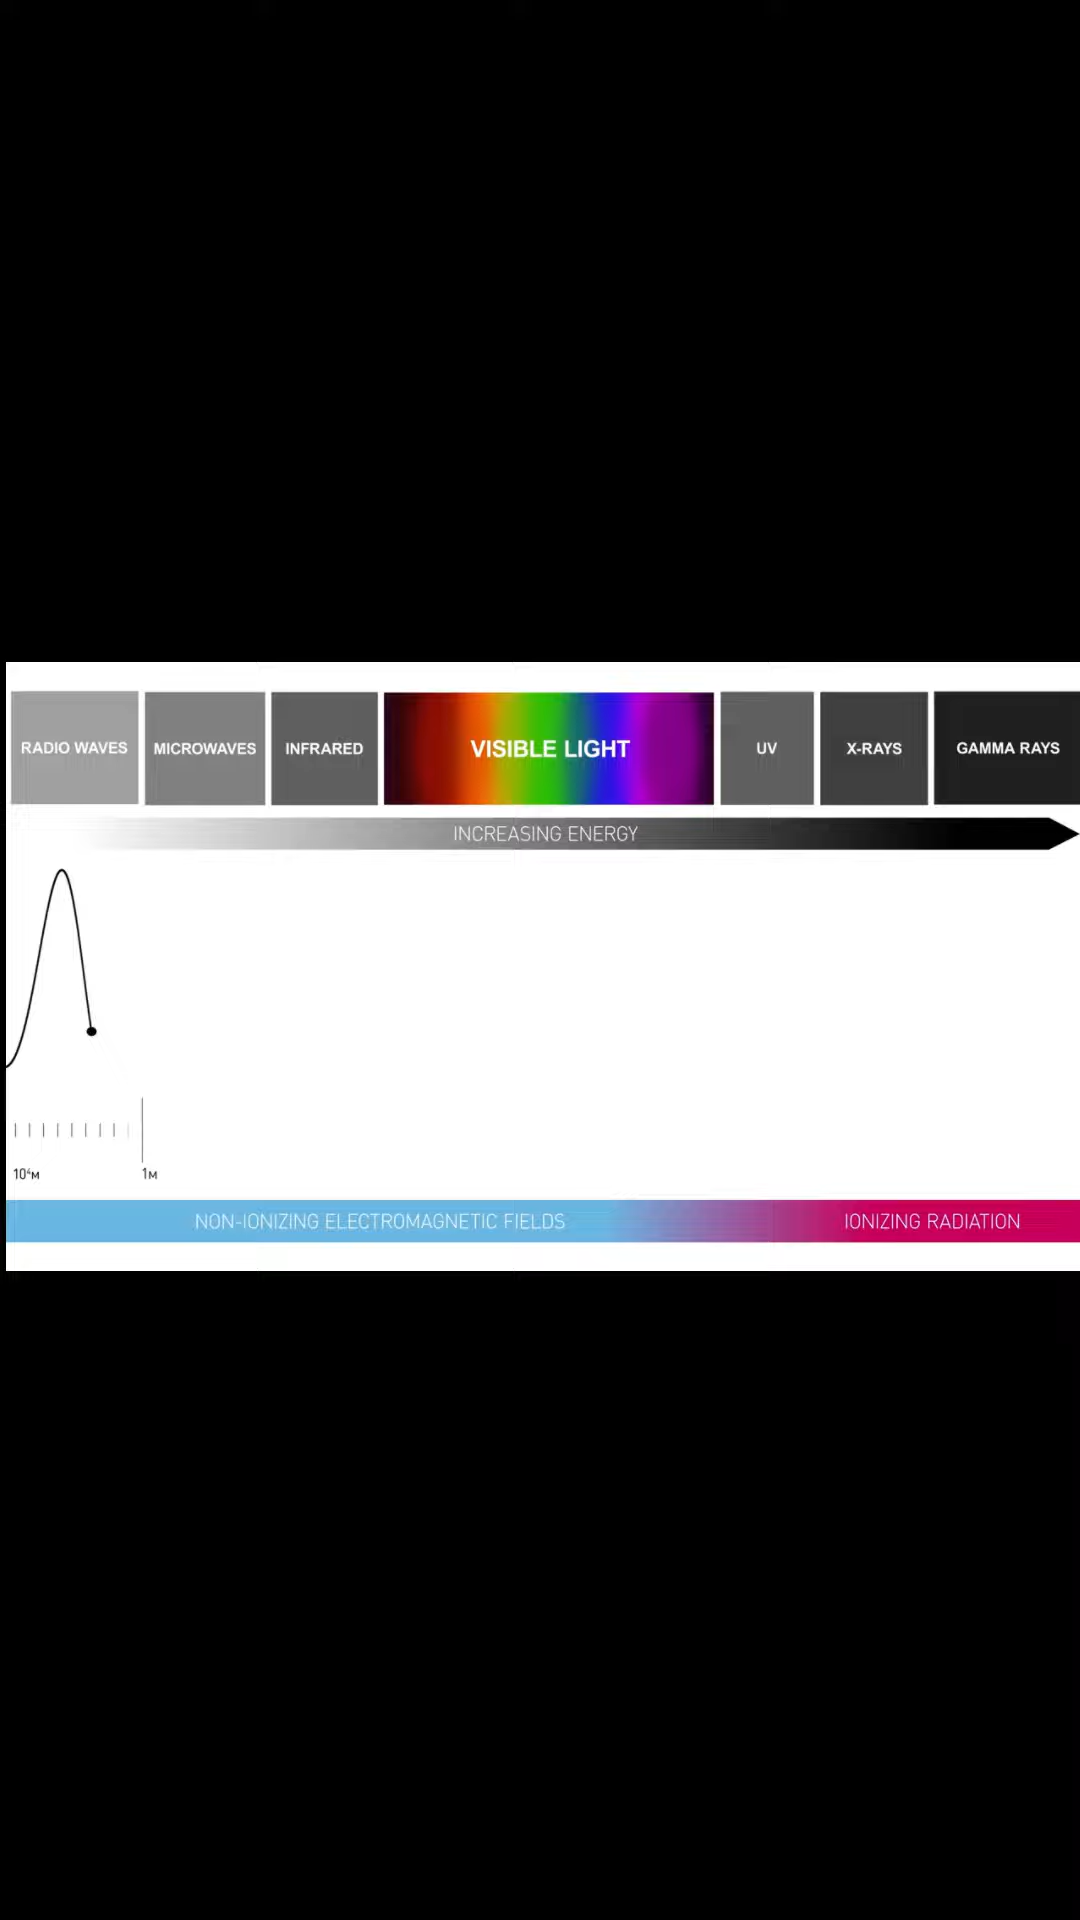 RADIO WAVES MICROWAVES INFRARED VISIBLE LIGHT UV X-RAYS GAMMA RAYS
INCREASING ENERGY
10⁴M 1M
NON-IONIZING ELECTROMAGNETIC FIELDS IONIZING RADIATION